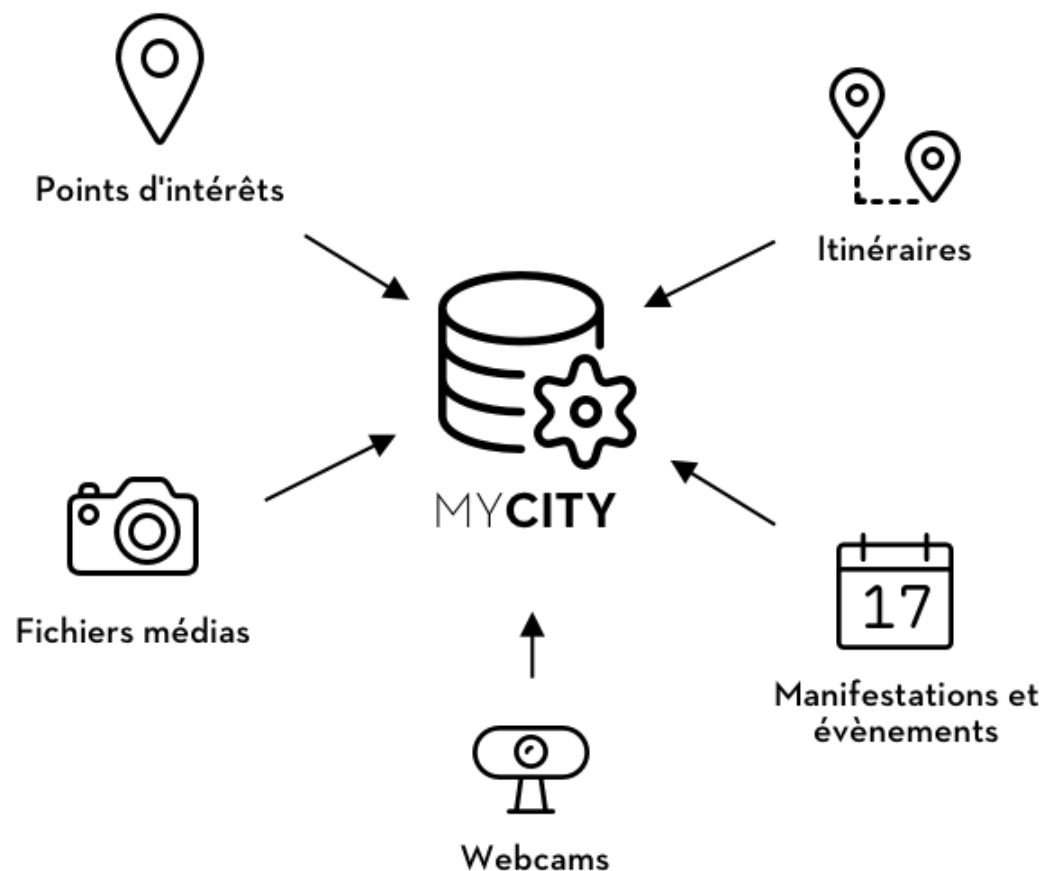 Points d'intérêts
Itinéraires
MYCITY
Fichiers médias
17
Manifestations et
évènements
Webcams